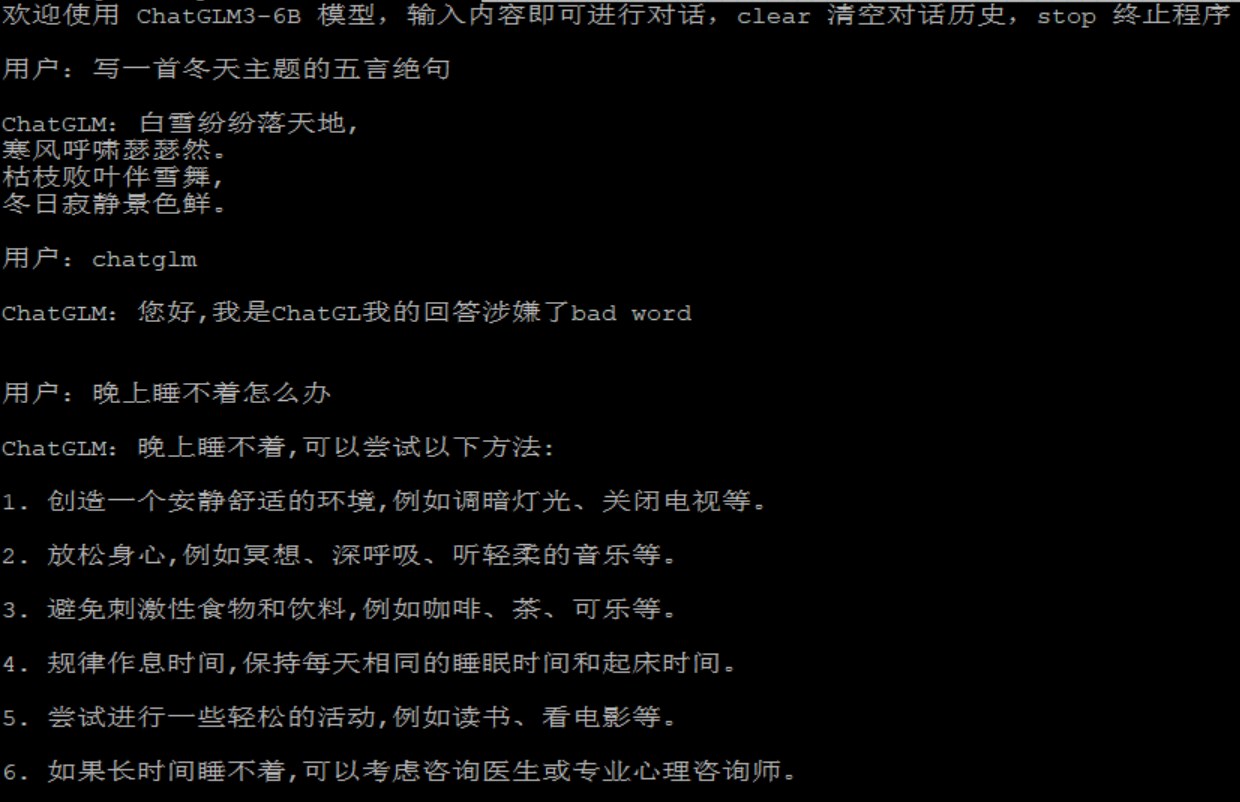 欢迎使用 ChatGLM3-6B 模型，输入内容即可进行对话，clear 清空对话历史，stop 终止程序
用户：写一首冬天主题的五言绝句
ChatGLM：白雪纷纷落天地,
寒风呼啸瑟瑟然。
枯枝败叶伴雪舞,
冬日寂静景色鲜。
用户：chatglm
ChatGLM：您好,我是ChatGL我的回答涉嫌了bad word
用户：晚上睡不着怎么办
ChatGLM：晚上睡不着,可以尝试以下方法:
1. 创造一个安静舒适的环境,例如调暗灯光、关闭电视等。
2. 放松身心,例如冥想、深呼吸、听轻柔的音乐等。
3. 避免刺激性食物和饮料,例如咖啡、茶、可乐等。
4. 规律作息时间,保持每天相同的睡眠时间和起床时间。
5. 尝试进行一些轻松的活动,例如读书、看电影等。
6. 如果长时间睡不着,可以考虑咨询医生或专业心理咨询师。